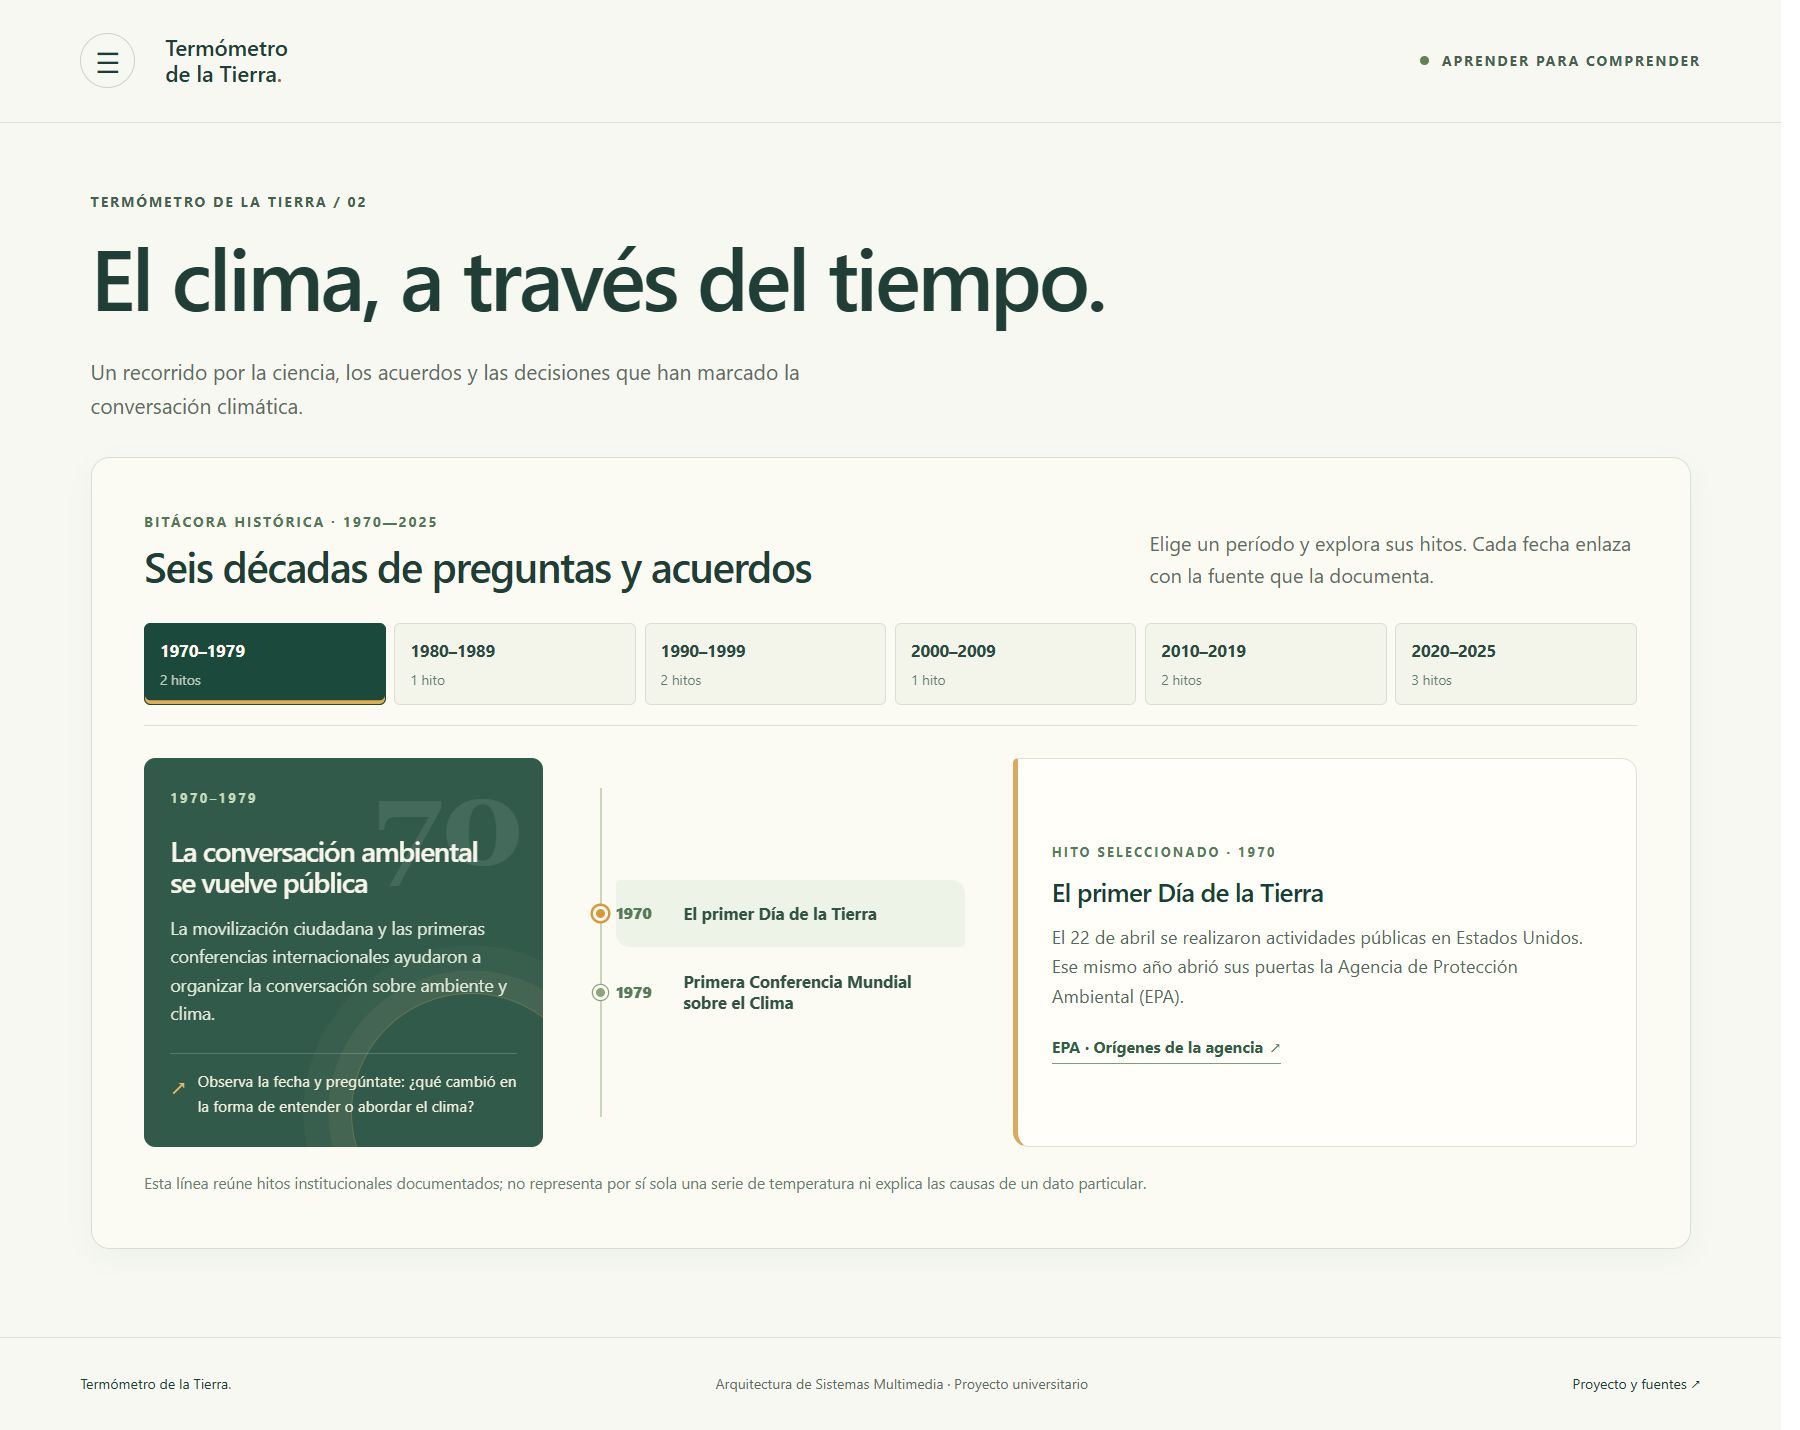 Termómetro
de la Tierra.
APRENDER PARA COMPRENDER
TERMÓMETRO DE LA TIERRA / 02
El clima, a través del tiempo.
Un recorrido por la ciencia, los acuerdos y las decisiones que han marcado la
conversación climática.
BITÁCORA HISTÓRICA · 1970—2025
Seis décadas de preguntas y acuerdos
Elige un período y explora sus hitos. Cada fecha enlaza
con la fuente que la documenta.
1970–1979
2 hitos
1980–1989
1 hito
1990–1999
2 hitos
2000–2009
1 hito
2010–2019
2 hitos
2020–2025
3 hitos
1970–1979
70
La conversación ambiental
se vuelve pública
La movilización ciudadana y las primeras
conferencias internacionales ayudaron a
organizar la conversación sobre ambiente y
clima.
↗ Observa la fecha y pregúntate: ¿qué cambió en
la forma de entender o abordar el clima?
1970 El primer Día de la Tierra
1979 Primera Conferencia Mundial
sobre el Clima
HITO SELECCIONADO · 1970
El primer Día de la Tierra
El 22 de abril se realizaron actividades públicas en Estados Unidos.
Ese mismo año abrió sus puertas la Agencia de Protección
Ambiental (EPA).
EPA · Orígenes de la agencia ↗
Esta línea reúne hitos institucionales documentados; no representa por sí sola una serie de temperatura ni explica las causas de un dato particular.
Termómetro de la Tierra.
Arquitectura de Sistemas Multimedia · Proyecto universitario
Proyecto y fuentes ↗